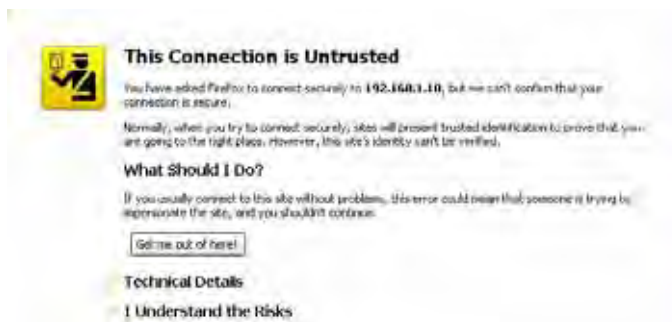 This Connection is Untrusted
You have asked Firefox to connect securely to 192.168.1.10, but we can't confirm that your
connection is secure.
Normally, when you try to connect securely, sites will present trusted identification to prove that you
are going to the right place. However, this site's identity can't be verified.
What Should I Do?
If you usually connect to this site without problems, this error could mean that someone is trying to
impersonate the site, and you shouldn't continue.
Get me out of here!
Technical Details
I Understand the Risks